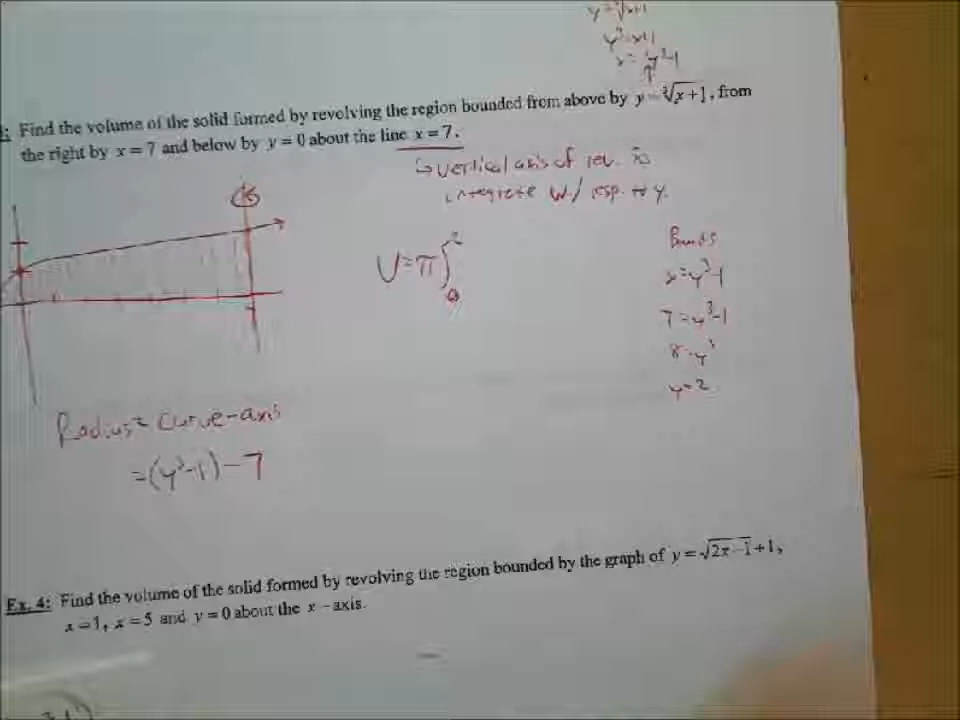 y=∛x+1
y³=x+1
x=y³-1
: Find the volume of the solid formed by revolving the region bounded from above by y=∛(x+1), from
the right by x=7 and below by y=0 about the line x=7.
↳ vertical axis of rev. to
integrate w/ resp. to y.
V=π∫
2
0
Bounds
x=y³-1
7=y³-1
8=y³
y=2
Radius= Curve-axis
=(y³-1)-7
Ex. 4: Find the volume of the solid formed by revolving the region bounded by the graph of y=√(2x-1)+1,
x=1, x=5 and y=0 about the x-axis.